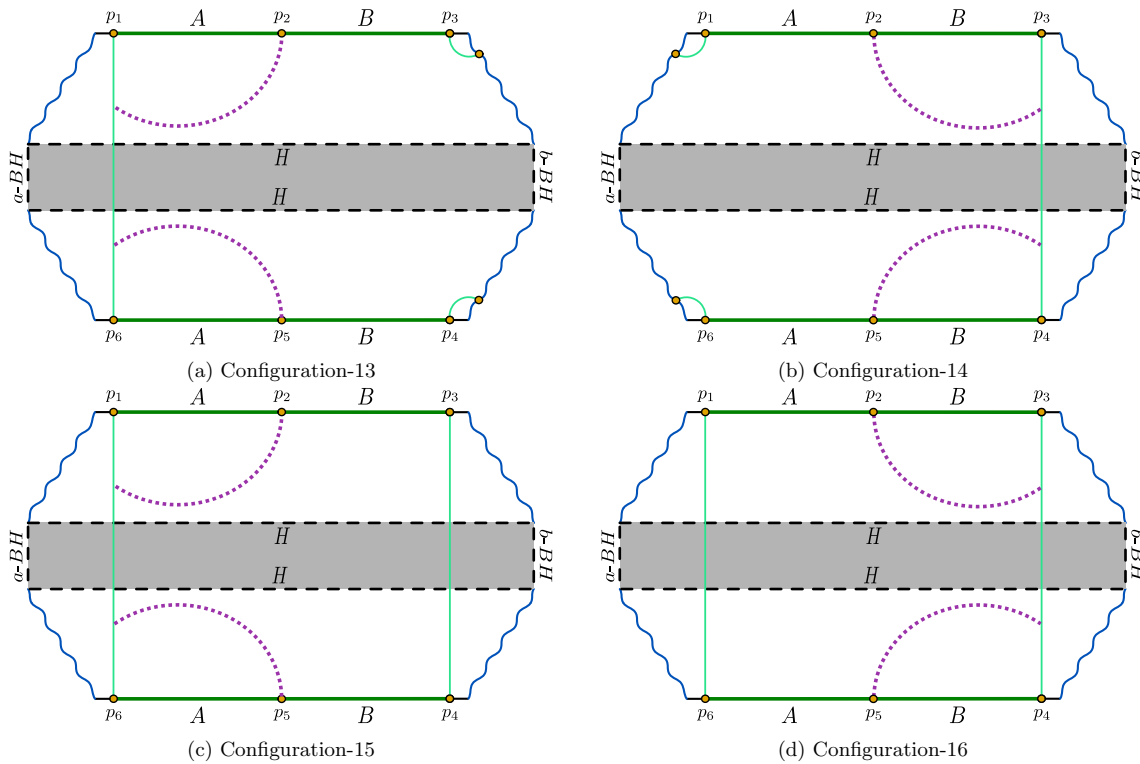 p1 A p2 B p3
a-BH H b-BH
H
p6 A p5 B p4
(a) Configuration-13
p1 A p2 B p3
a-BH H b-BH
H
p6 A p5 B p4
(b) Configuration-14
p1 A p2 B p3
a-BH H b-BH
H
p6 A p5 B p4
(c) Configuration-15
p1 A p2 B p3
a-BH H b-BH
H
p6 A p5 B p4
(d) Configuration-16